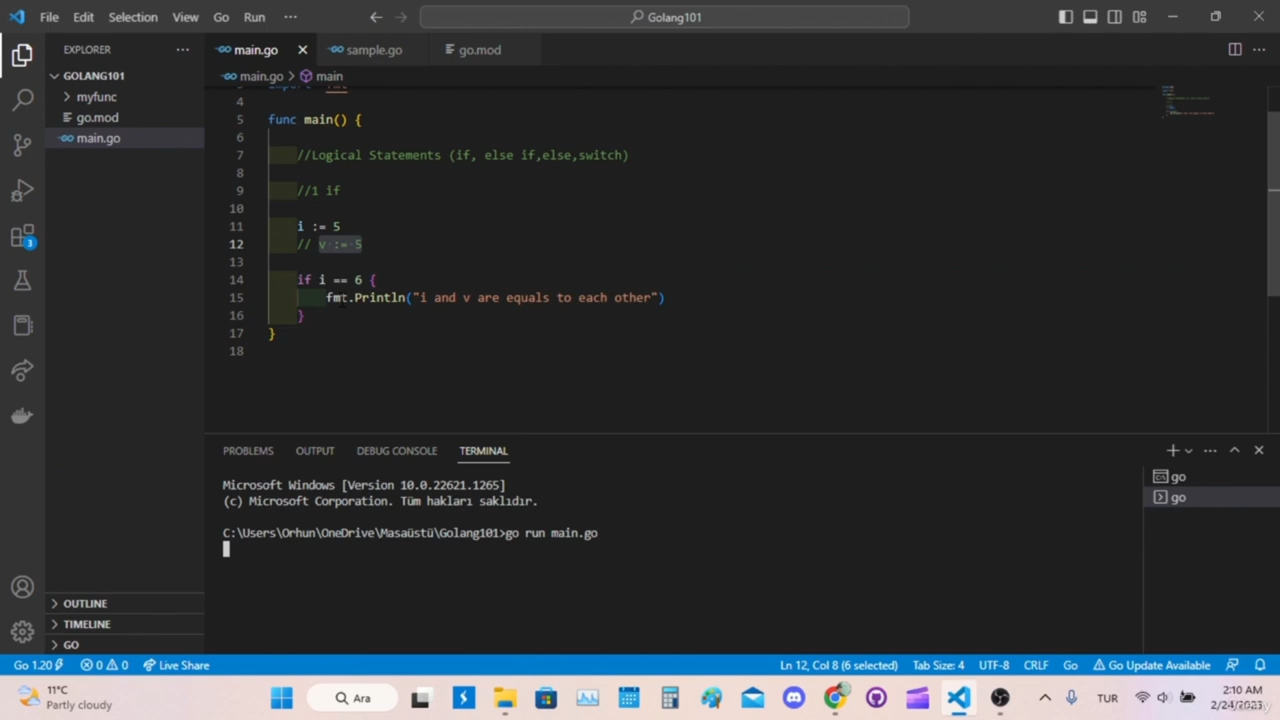 File Edit Selection View Go Run ··· Golang101
EXPLORER ···
GOLANG101
myfunc
go.mod
main.go
3
main.go sample.go go.mod
main.go > main
4
5 func main() {
6
7 //Logical Statements (if, else if,else,switch)
8
9 //1 if
10
11 i := 5
12 // v := 5
13
14 if i == 6 {
15 fmt.Println("i and v are equals to each other")
16 }
17 }
18
PROBLEMS OUTPUT DEBUG CONSOLE TERMINAL
Microsoft Windows [Version 10.0.22621.1265]
(c) Microsoft Corporation. Tüm hakları saklıdır.
C:\Users\Orhun\OneDrive\Masaüstü\Golang101>go run main.go
go
go
OUTLINE
TIMELINE
GO
Go 1.20 0 0 Live Share Ln 12, Col 8 (6 selected) Tab Size: 4 UTF-8 CRLF Go Go Update Available
11°C
Partly cloudy
Ara
TUR
2:10 AM
2/24/2023